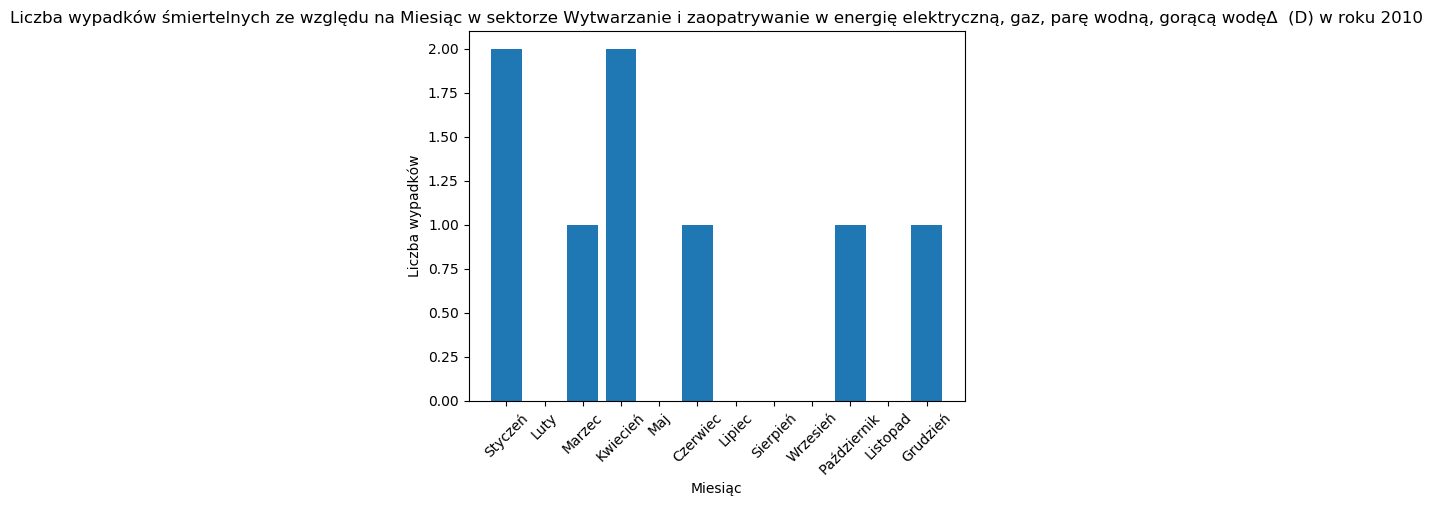 Liczba wypadków śmiertelnych ze względu na Miesiąc w sektorze Wytwarzanie i zaopatrywanie w energię elektryczną, gaz, parę wodną, gorącą wodęΔ  (D) w roku 2010
Liczba wypadków
2.00
1.75
1.50
1.25
1.00
0.75
0.50
0.25
0.00
Styczeń
Luty
Marzec
Kwiecień
Maj
Czerwiec
Lipiec
Sierpień
Wrzesień
Październik
Listopad
Grudzień
Miesiąc